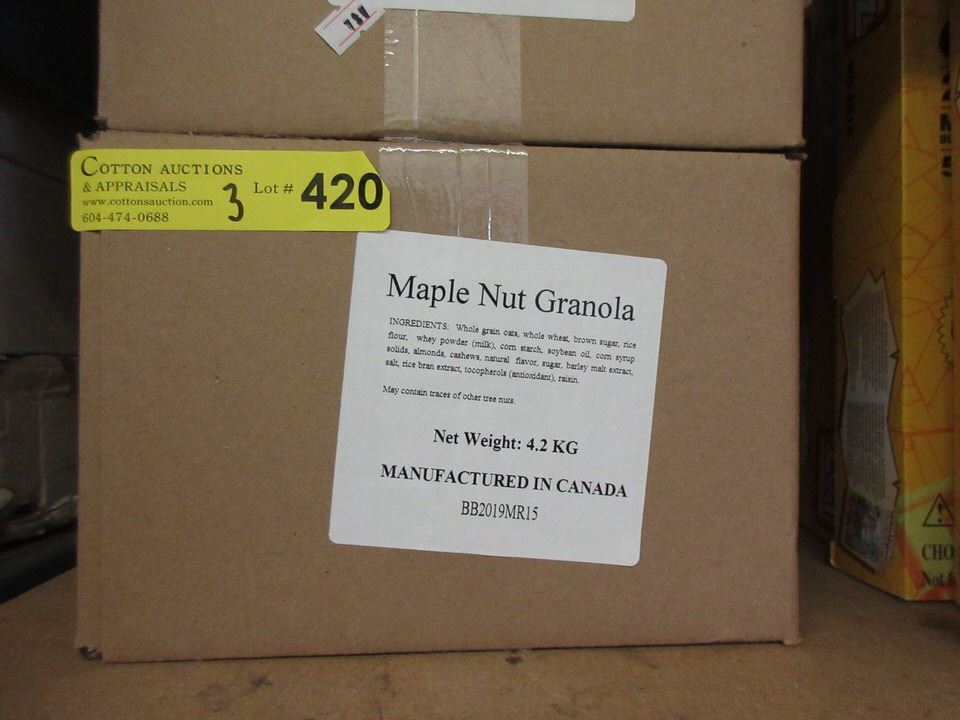 787
COTTON AUCTIONS
& APPRAISALS
www.cottonsauction.com
604-474-0688
3
Lot # 420
Maple Nut Granola
INGREDIENTS: Whole grain oats, whole wheat, brown sugar, rice
flour, whey powder (milk), corn starch, soybean oil, corn syrup
solids, almonds, cashews, natural flavor, sugar, barley malt extract,
salt, rice bran extract, tocopherols (antioxidant), raisin.
May contain traces of other tree nuts.
Net Weight: 4.2 KG
MANUFACTURED IN CANADA
BB2019MR15
CHO
Not